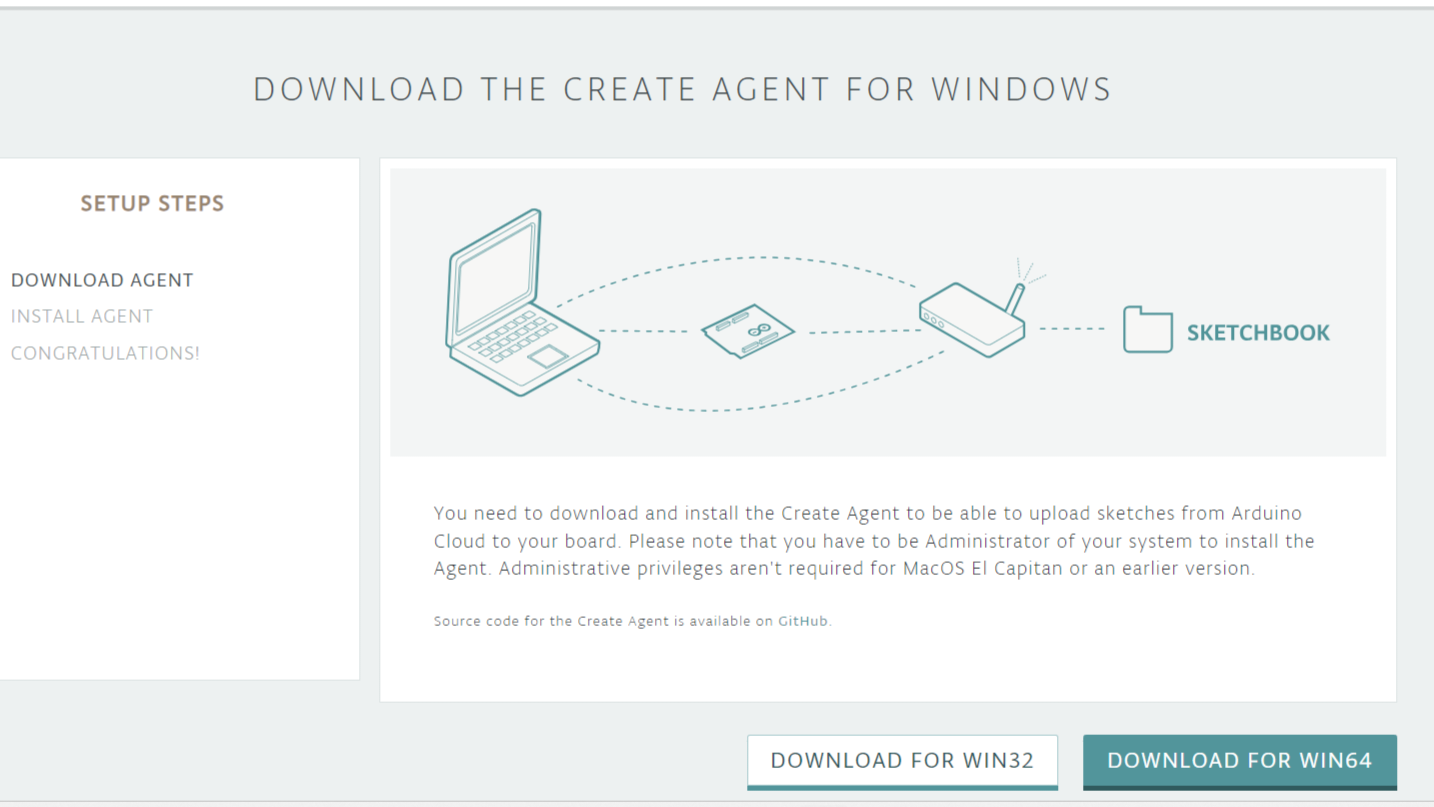 DOWNLOAD THE CREATE AGENT FOR WINDOWS
SETUP STEPS
DOWNLOAD AGENT
INSTALL AGENT
CONGRATULATIONS!
SKETCHBOOK
You need to download and install the Create Agent to be able to upload sketches from Arduino
Cloud to your board. Please note that you have to be Administrator of your system to install the
Agent. Administrative privileges aren't required for MacOS El Capitan or an earlier version.
Source code for the Create Agent is available on GitHub.
DOWNLOAD FOR WIN32
DOWNLOAD FOR WIN64